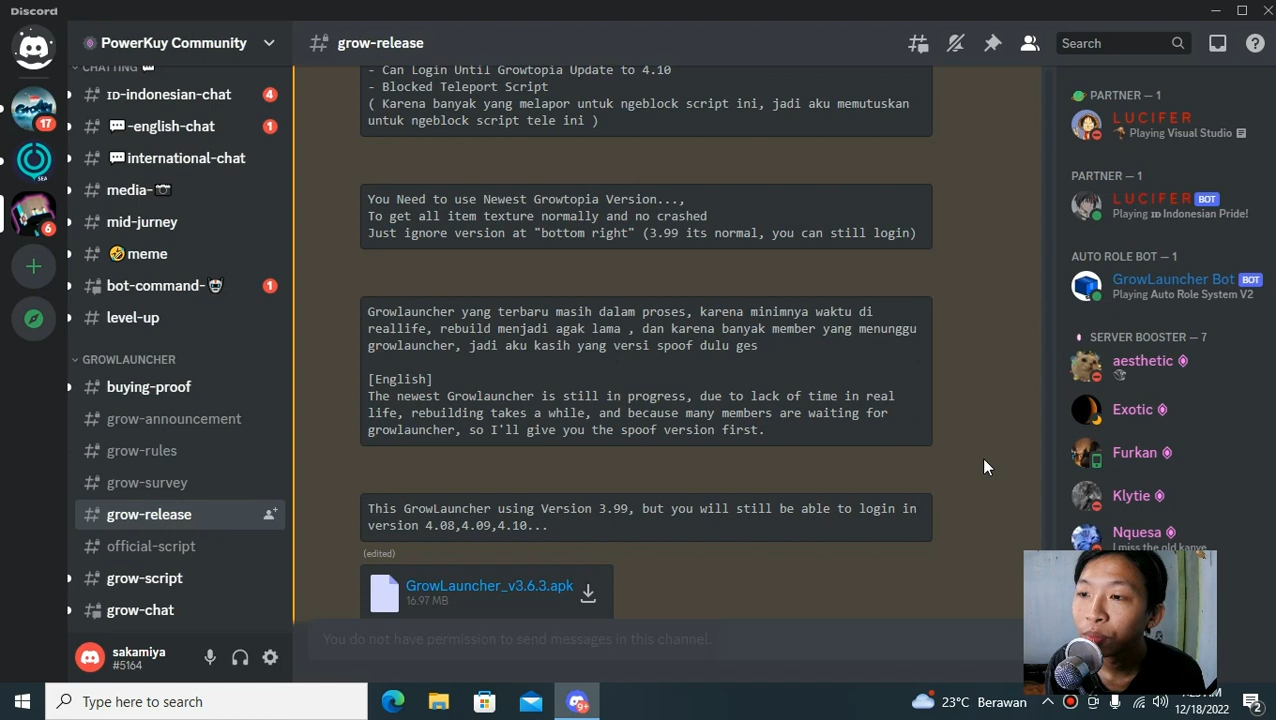 Discord
PowerKuy Community
grow-release
Search
CHATTING
ID-indonesian-chat
4
-english-chat
1
international-chat
media-
mid-jurney
meme
bot-command-
1
level-up
GROWLAUNCHER
buying-proof
grow-announcement
grow-rules
grow-survey
grow-release
official-script
grow-script
grow-chat
17
SEA
6
sakamiya
#5164
- Can Login Until Growtopia Update to 4.10
- Blocked Teleport Script
( Karena banyak yang melapor untuk ngeblock script ini, jadi aku memutuskan
untuk ngeblock script tele ini )
You Need to use Newest Growtopia Version...,
To get all item texture normally and no crashed
Just ignore version at "bottom right" (3.99 its normal, you can still login)
Growlauncher yang terbaru masih dalam proses, karena minimnya waktu di
reallife, rebuild menjadi agak lama , dan karena banyak member yang menunggu
growlauncher, jadi aku kasih yang versi spoof dulu ges
[English]
The newest Growlauncher is still in progress, due to lack of time in real
life, rebuilding takes a while, and because many members are waiting for
growlauncher, so I'll give you the spoof version first.
This GrowLauncher using Version 3.99, but you will still be able to login in
version 4.08,4.09,4.10...
(edited)
GrowLauncher_v3.6.3.apk
16.97 MB
You do not have permission to send messages in this channel.
PARTNER — 1
LUCIFER
Playing Visual Studio
PARTNER — 1
LUCIFER BOT
Playing ID Indonesian Pride!
AUTO ROLE BOT — 1
GrowLauncher Bot BOT
Playing Auto Role System V2
SERVER BOOSTER — 7
aesthetic
Exotic
Furkan
Klytie
Nquesa
I miss the old kanye
Type here to search
9+
23°C Berawan
12/18/2022
2